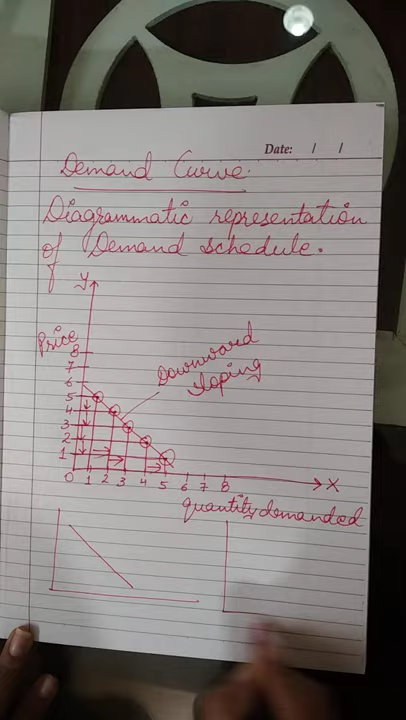 Date: / /
Demand Curve.
Diagrammatic representation
of Demand schedule.
Y
Price
8
7
6
5
4
3
2
1
Downward
sloping
0 1 2 3 4 5 6 7 8 X
quantity demanded